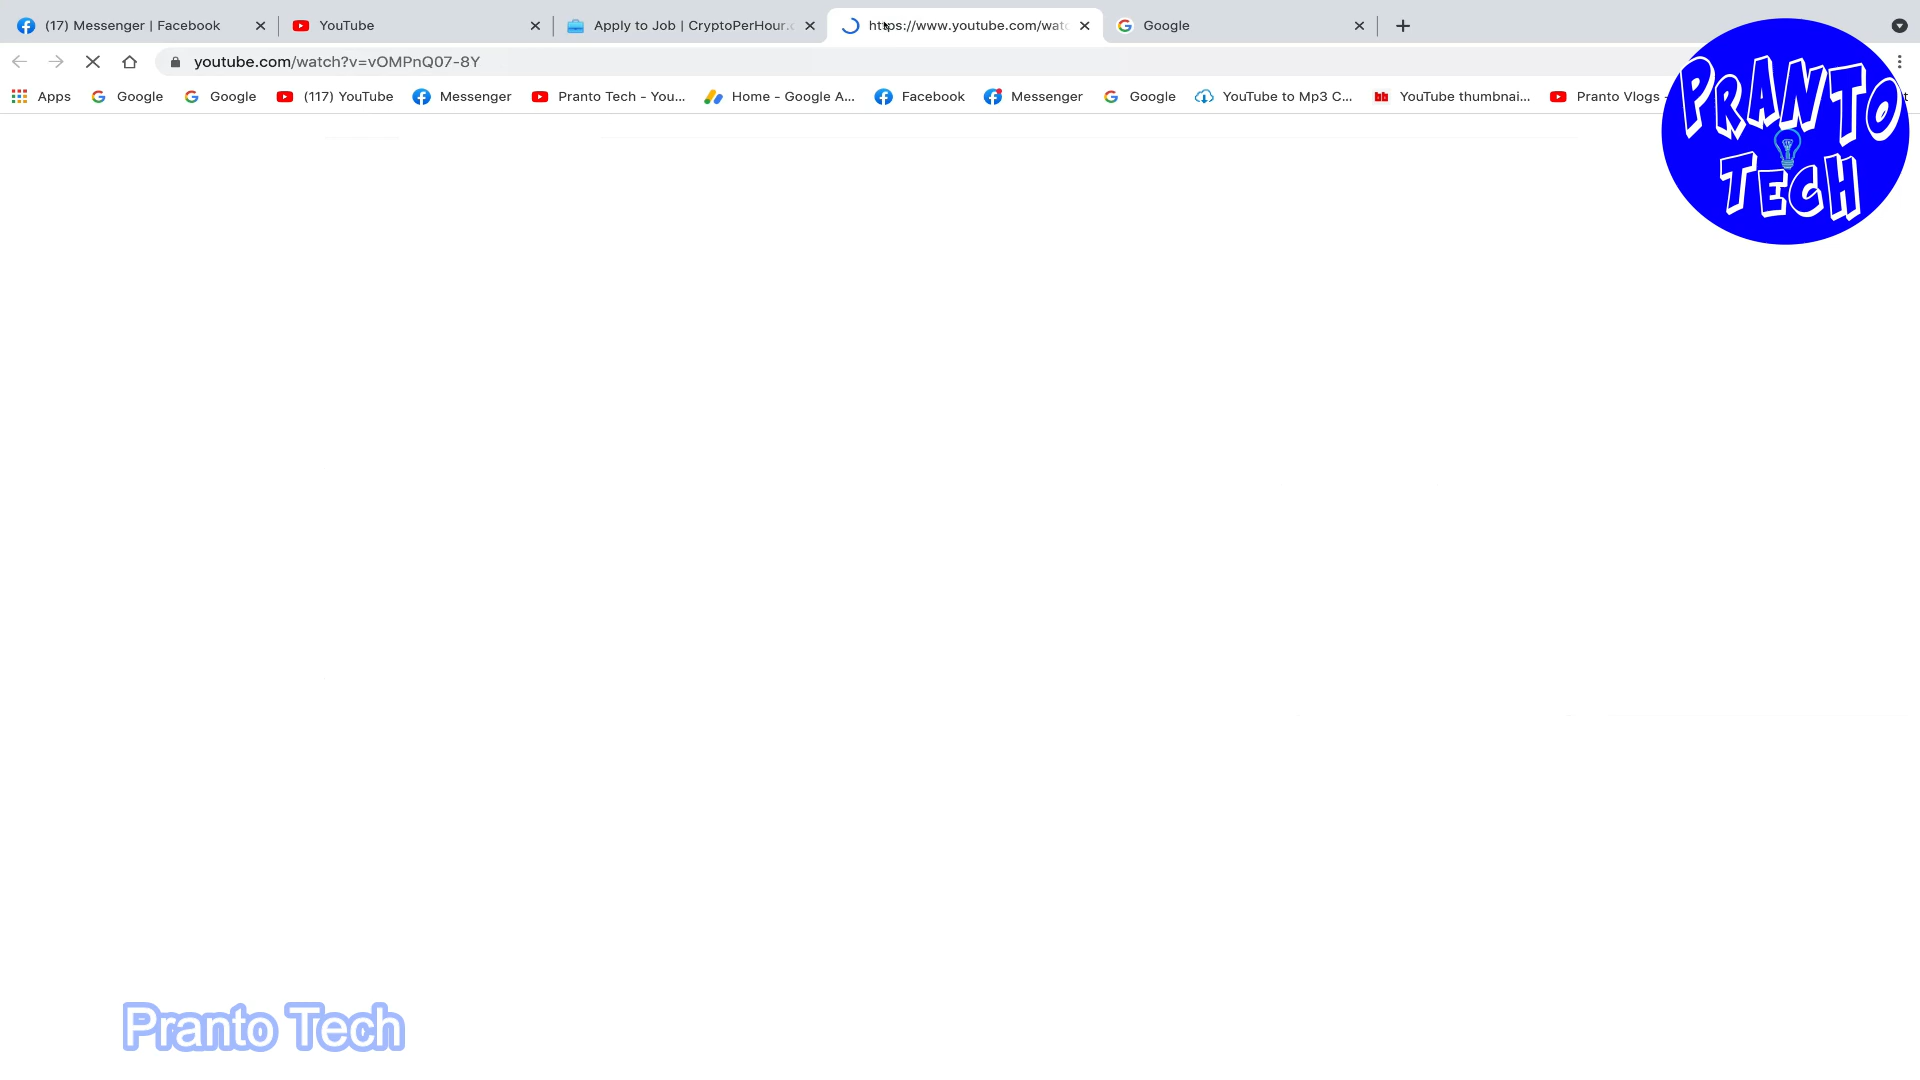 (17) Messenger | Facebook
YouTube
Apply to Job | CryptoPerHour.
https://www.youtube.com/wat
Google
youtube.com/watch?v=vOMPnQ07-8Y
Apps
Google
Google
(117) YouTube
Messenger
Pranto Tech - You...
Home - Google A...
Facebook
Messenger
Google
YouTube to Mp3 C...
YouTube thumbnai...
Pranto Vlogs -
PRANTO
TECH
Pranto Tech